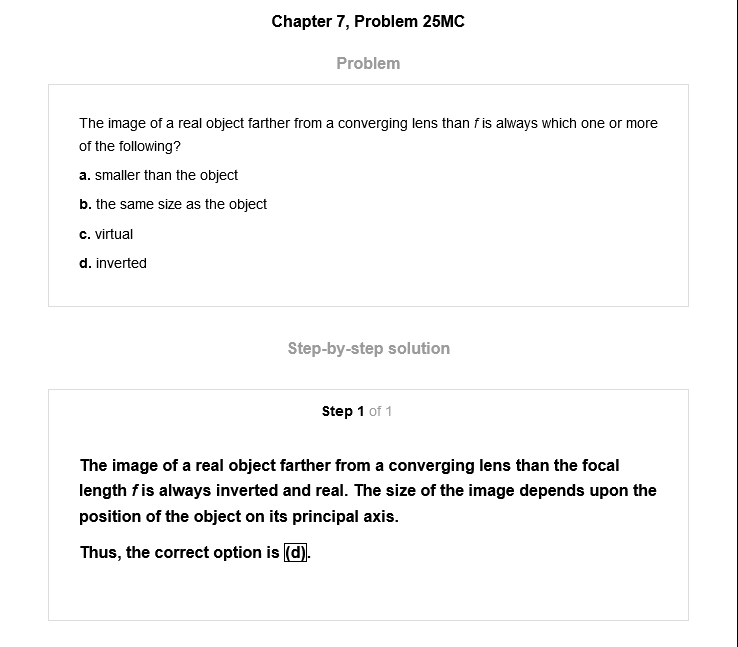 Chapter 7, Problem 25MC
Problem
The image of a real object farther from a converging lens than f is always which one or more
of the following?
a. smaller than the object
b. the same size as the object
c. virtual
d. inverted
Step-by-step solution
Step 1 of 1
The image of a real object farther from a converging lens than the focal
length f is always inverted and real. The size of the image depends upon the
position of the object on its principal axis.
Thus, the correct option is (d).